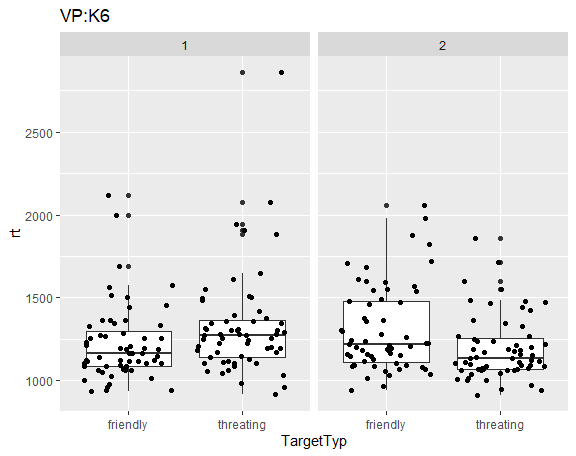 VP:K6
1 2
2500
2000
1500
1000
rt
friendly threating friendly threating
TargetTyp